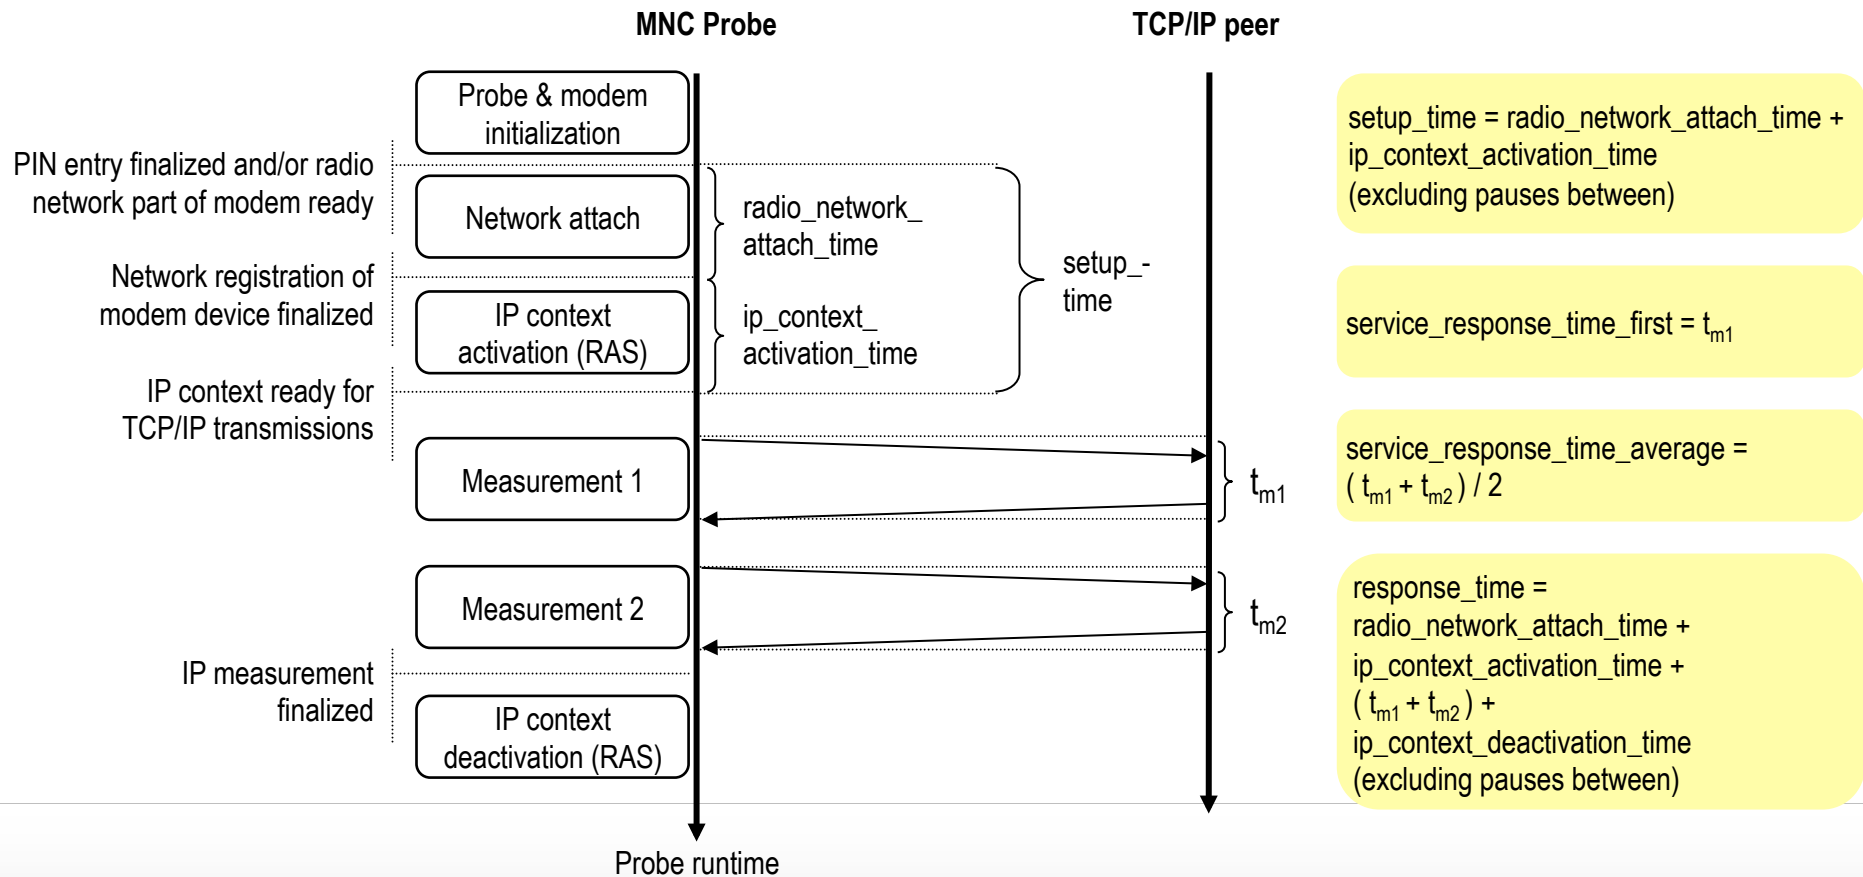 MNC Probe
TCP/IP peer
Probe & modem
initialization
PIN entry finalized and/or radio
network part of modem ready
Network attach
radio_network_
attach_time
Network registration of
modem device finalized
IP context
activation (RAS)
ip_context_
activation_time
setup_-
time
IP context ready for
TCP/IP transmissions
Measurement 1
tm1
Measurement 2
tm2
IP measurement
finalized
IP context
deactivation (RAS)
Probe runtime
setup_time = radio_network_attach_time +
ip_context_activation_time
(excluding pauses between)
service_response_time_first = tm1
service_response_time_average =
( tm1 + tm2 ) / 2
response_time =
radio_network_attach_time +
ip_context_activation_time +
( tm1 + tm2 ) +
ip_context_deactivation_time
(excluding pauses between)